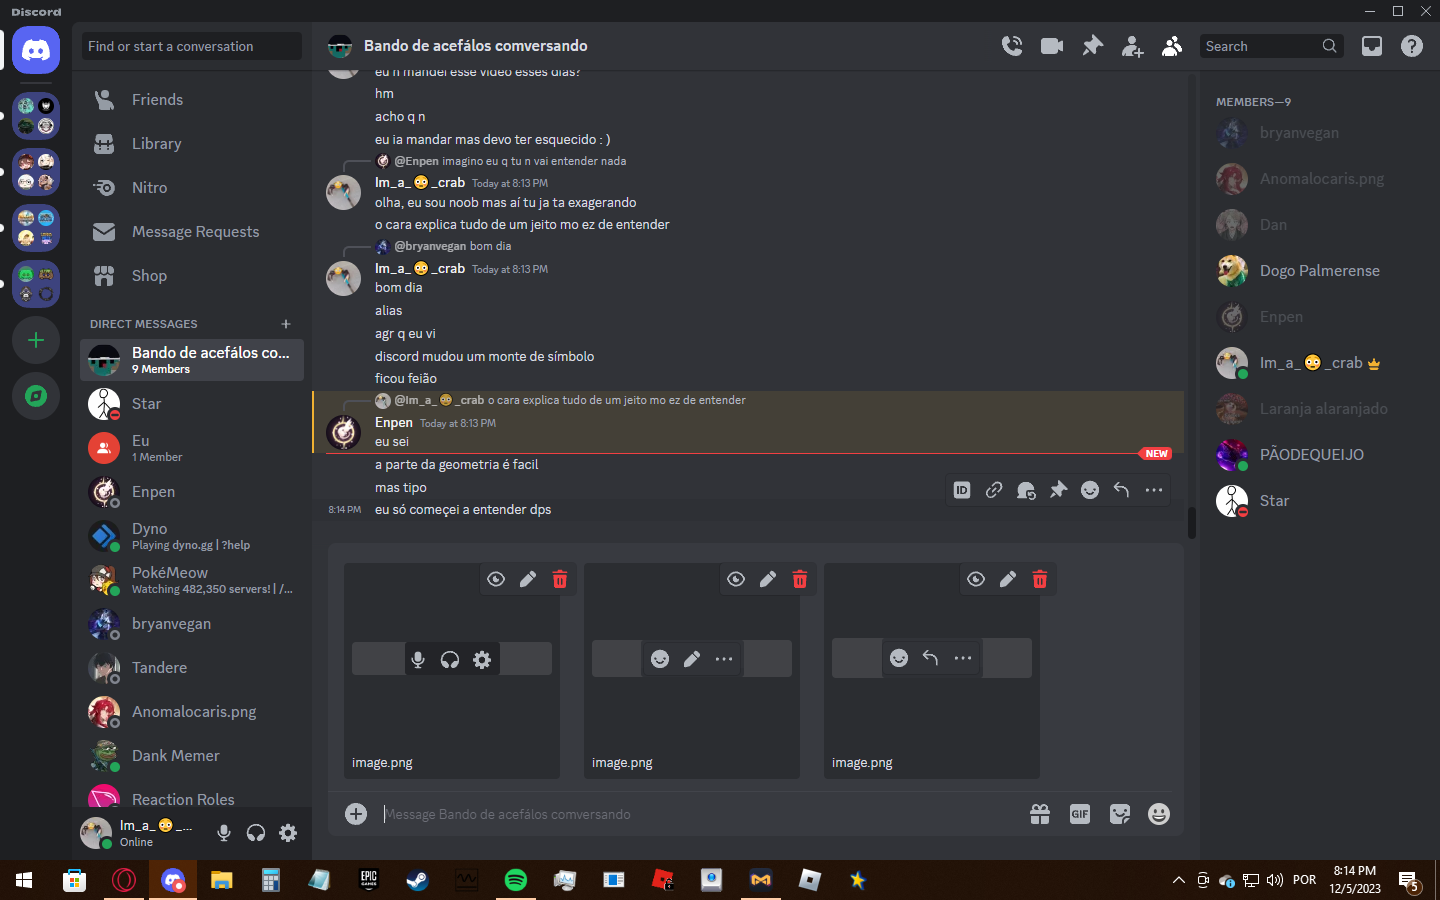 Discord
Find or start a conversation
Friends
Library
Nitro
Message Requests
Shop
DIRECT MESSAGES
Bando de acefálos co...
9 Members
Star
Eu
1 Member
Enpen
Dyno
Playing dyno.gg | ?help
PokéMeow
Watching 482,350 servers! | /...
bryanvegan
Tandere
Anomalocaris.png
Dank Memer
Reaction Roles
Im_a_😳_...
Online
Bando de acefálos comversando
Search
eu n mandei esse video esses dias?
hm
acho q n
eu ia mandar mas devo ter esquecido : )
@Enpen imagino eu q tu n vai entender nada
Im_a_😳_crab Today at 8:13 PM
olha, eu sou noob mas aí tu ja ta exagerando
o cara explica tudo de um jeito mo ez de entender
@bryanvegan bom dia
Im_a_😳_crab Today at 8:13 PM
bom dia
alias
agr q eu vi
discord mudou um monte de símbolo
ficou feião
@Im_a_😳_crab o cara explica tudo de um jeito mo ez de entender
Enpen Today at 8:13 PM
eu sei
NEW
a parte da geometria é facil
mas tipo
ID
8:14 PM eu só começei a entender dps
image.png
image.png
image.png
Message Bando de acefálos comversando
GIF
MEMBERS—9
bryanvegan
Anomalocaris.png
Dan
Dogo Palmerense
Enpen
Im_a_😳_crab
Laranja alaranjado
PÃODEQUEIJO
Star
EPIC
GAMES
POR
8:14 PM
12/5/2023
5